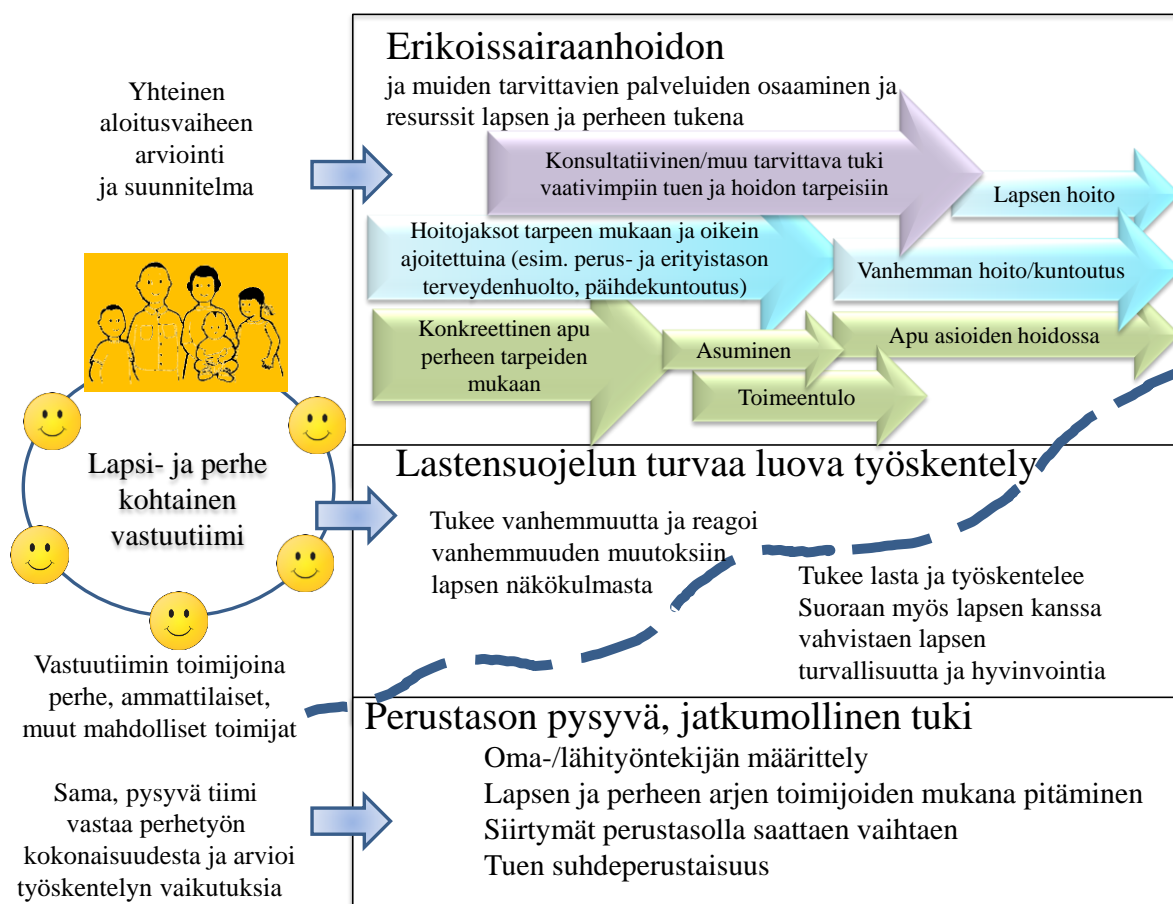 Yhteinen
aloitusvaiheen
arviointi
ja suunnitelma
Lapsi- ja perhe
kohtainen
vastuutiimi
Vastuutiimin toimijoina
perhe, ammattilaiset,
muut mahdolliset toimijat
Sama, pysyvä tiimi
vastaa perhetyön
kokonaisuudesta ja arvioi
työskentelyn vaikutuksia
Erikoissairaanhoidon
ja muiden tarvittavien palveluiden osaaminen ja
resurssit lapsen ja perheen tukena
Konsultatiivinen/muu tarvittava tuki
vaativimpiin tuen ja hoidon tarpeisiin
Lapsen hoito
Hoitojaksot tarpeen mukaan ja oikein
ajoitettuina (esim. perus- ja erityistason
terveydenhuolto, päihdekuntoutus)
Vanhemman hoito/kuntoutus
Konkreettinen apu
perheen tarpeiden
mukaan
Asuminen
Apu asioiden hoidossa
Toimeentulo
Lastensuojelun turvaa luova työskentely
Tukee vanhemmuutta ja reagoi
vanhemmuuden muutoksiin
lapsen näkökulmasta
Tukee lasta ja työskentelee
Suoraan myös lapsen kanssa
vahvistaen lapsen
turvallisuutta ja hyvinvointia
Perustason pysyvä, jatkumollinen tuki
Oma-/lähityöntekijän määrittely
Lapsen ja perheen arjen toimijoiden mukana pitäminen
Siirtymät perustasolla saattaen vaihtaen
Tuen suhdeperustaisuus